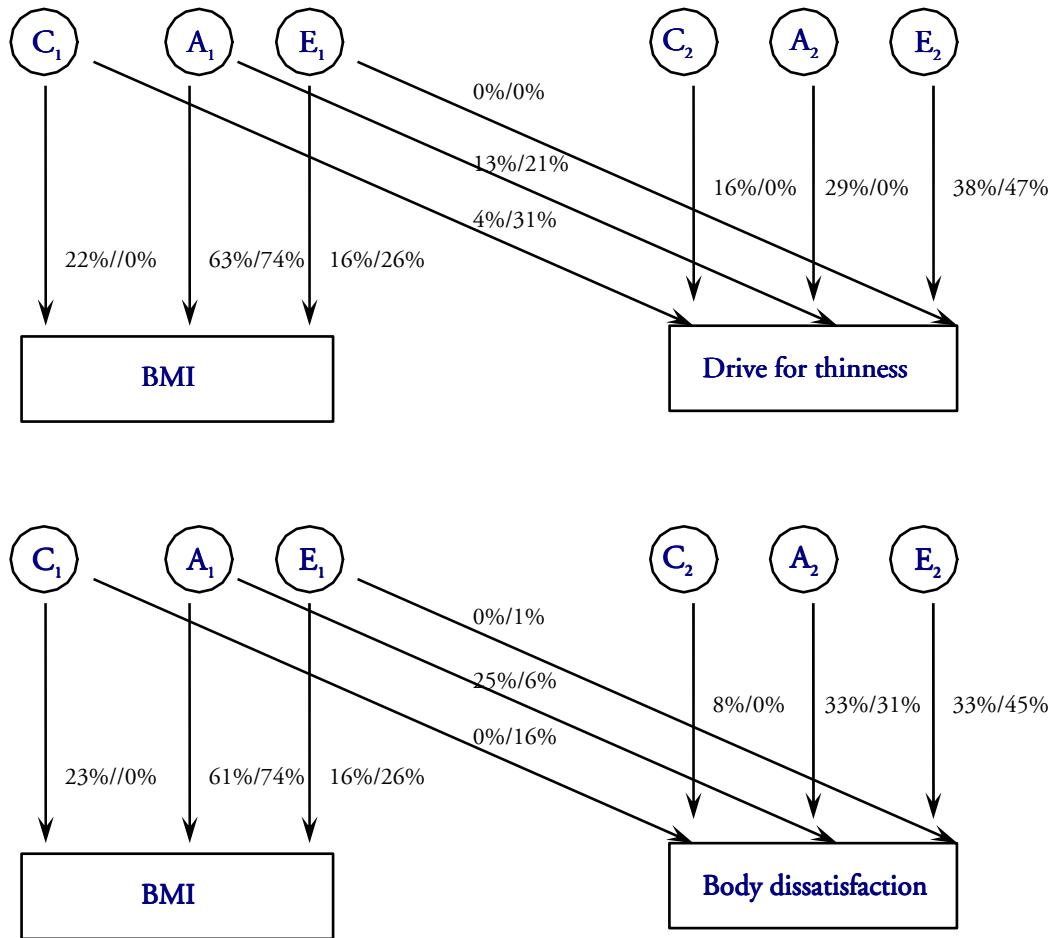 C1 A1 E1 C2 A2 E2
0%/0%
13%/21%
16%/0% 29%/0% 38%/47%
4%/31%
22%//0% 63%/74% 16%/26%
BMI
Drive for thinness
C1 A1 E1 C2 A2 E2
0%/1%
25%/6%
8%/0% 33%/31% 33%/45%
0%/16%
23%//0% 61%/74% 16%/26%
BMI
Body dissatisfaction